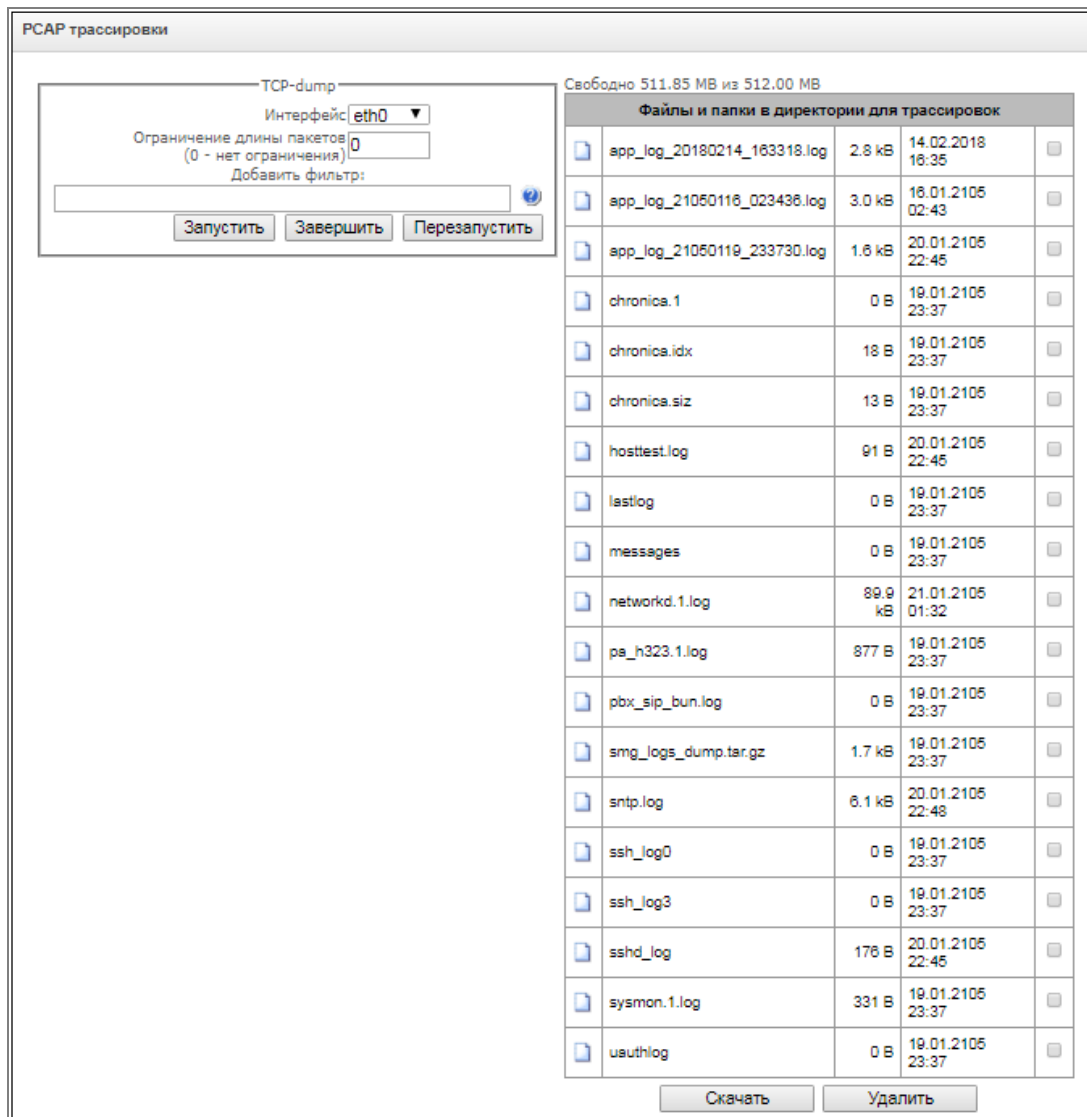 PCAP трассировки
TCP-dump
Интерфейс eth0
Ограничение длины пакетов 0
(0 - нет ограничения)
Добавить фильтр:
Запустить Завершить Перезапустить
Свободно 511.85 MB из 512.00 MB
Файлы и папки в директории для трассировок
app_log_20180214_163318.log 2.8 kB 14.02.2018
16:35
app_log_21050116_023436.log 3.0 kB 16.01.2105
02:43
app_log_21050119_233730.log 1.6 kB 20.01.2105
22:45
chronica.1 0 B 19.01.2105
23:37
chronica.idx 18 B 19.01.2105
23:37
chronica.siz 13 B 19.01.2105
23:37
hosttest.log 91 B 20.01.2105
22:45
lastlog 0 B 19.01.2105
23:37
messages 0 B 19.01.2105
23:37
networkd.1.log 89.9 21.01.2105
kB 01:32
pa_h323.1.log 877 B 19.01.2105
23:37
pbx_sip_bun.log 0 B 19.01.2105
23:37
smg_logs_dump.tar.gz 1.7 kB 19.01.2105
23:37
sntp.log 6.1 kB 20.01.2105
22:48
ssh_log0 0 B 19.01.2105
23:37
ssh_log3 0 B 19.01.2105
23:37
sshd_log 176 B 20.01.2105
22:45
sysmon.1.log 331 B 19.01.2105
23:37
uauthlog 0 B 19.01.2105
23:37
Скачать Удалить